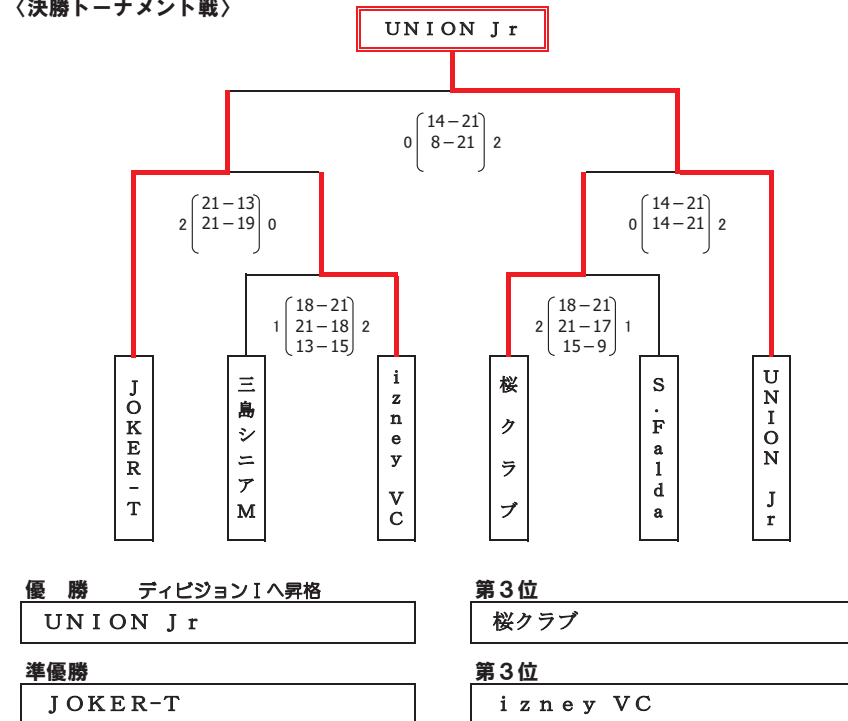 〈決勝トーナメント戦〉
ＵＮＩＯＮ Ｊｒ
14－21
0 8－21 2
21－13
2 21－19 0
14－21
0 14－21 2
18－21
1 21－18 2
13－15
18－21
2 21－17 1
15－9
ＪＯＫＥＲ－Ｔ
三島シニアＭ
ｉｚｎｅｙ ＶＣ
桜クラブ
Ｓ．Ｆａｌｄａ
ＵＮＩＯＮ Ｊｒ
優　勝　ディビジョンⅠへ昇格
ＵＮＩＯＮ Ｊｒ
第３位
桜クラブ
準優勝
ＪＯＫＥＲ－Ｔ
第３位
ｉｚｎｅｙ ＶＣ